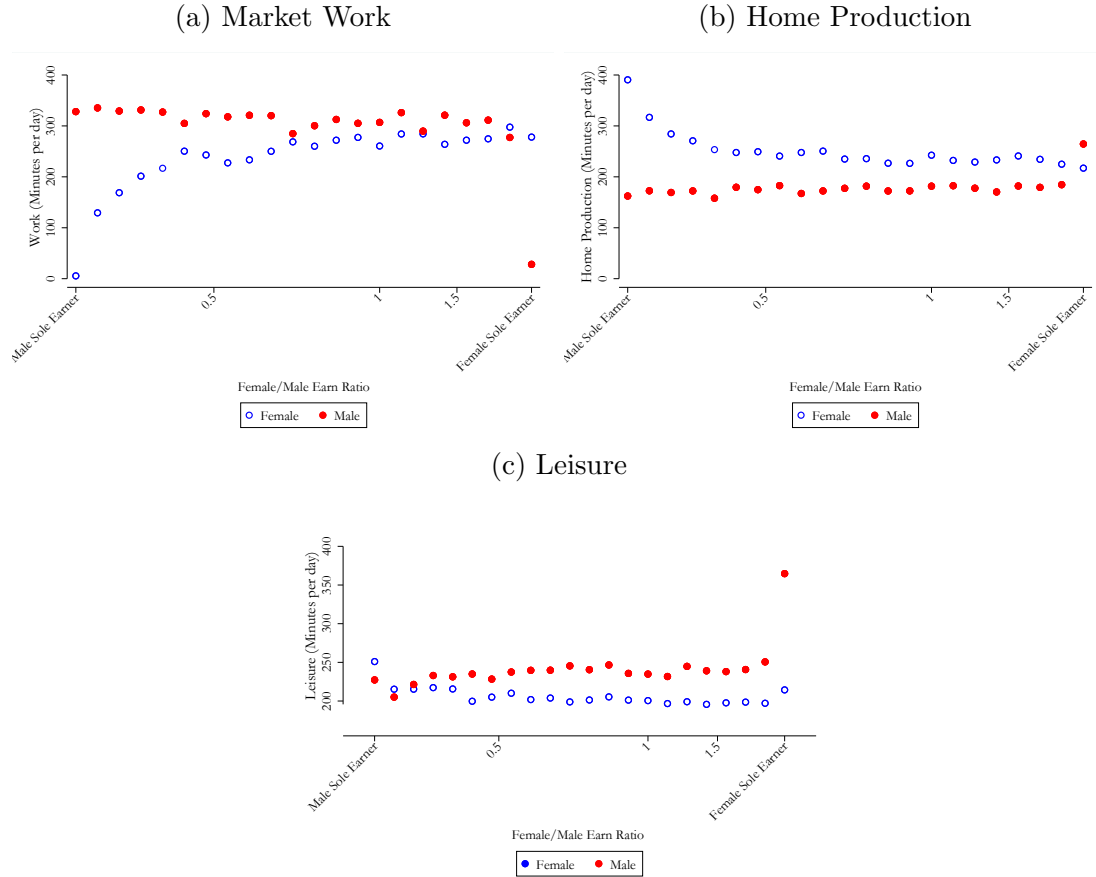 (a) Market Work
Work (Minutes per day)
400
300
200
100
0
Male Sole Earner
0.5
1
1.5
Female Sole Earner
Female/Male Earn Ratio
Female
Male
(b) Home Production
Home Production (Minutes per day)
400
300
200
100
0
Male Sole Earner
0.5
1
1.5
Female Sole Earner
Female/Male Earn Ratio
Female
Male
(c) Leisure
Leisure (Minutes per day)
400
350
300
250
200
Male Sole Earner
0.5
1
1.5
Female Sole Earner
Female/Male Earn Ratio
Female
Male